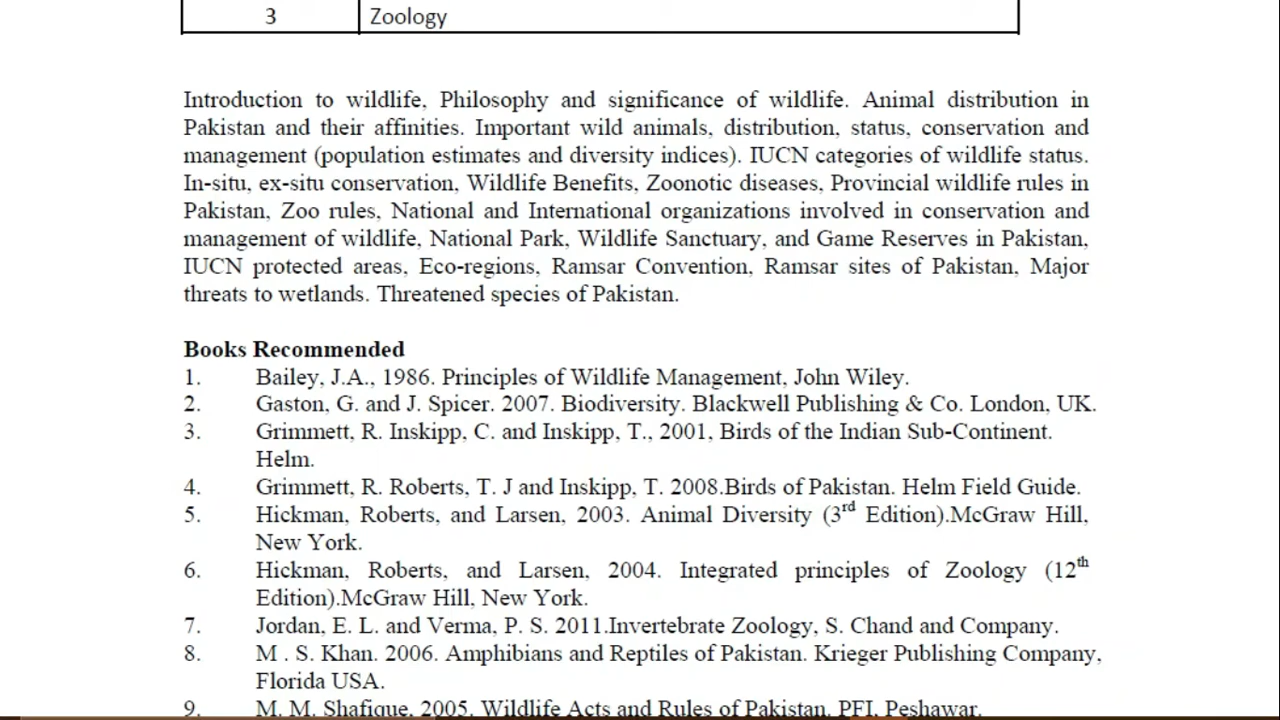 3 Zoology
Introduction to wildlife, Philosophy and significance of wildlife. Animal distribution in
Pakistan and their affinities. Important wild animals, distribution, status, conservation and
management (population estimates and diversity indices). IUCN categories of wildlife status.
In-situ, ex-situ conservation, Wildlife Benefits, Zoonotic diseases, Provincial wildlife rules in
Pakistan, Zoo rules, National and International organizations involved in conservation and
management of wildlife, National Park, Wildlife Sanctuary, and Game Reserves in Pakistan,
IUCN protected areas, Eco-regions, Ramsar Convention, Ramsar sites of Pakistan, Major
threats to wetlands. Threatened species of Pakistan.
Books Recommended
1. Bailey, J.A., 1986. Principles of Wildlife Management, John Wiley.
2. Gaston, G. and J. Spicer. 2007. Biodiversity. Blackwell Publishing & Co. London, UK.
3. Grimmett, R. Inskipp, C. and Inskipp, T., 2001, Birds of the Indian Sub-Continent.
Helm.
4. Grimmett, R. Roberts, T. J and Inskipp, T. 2008.Birds of Pakistan. Helm Field Guide.
5. Hickman, Roberts, and Larsen, 2003. Animal Diversity (3rd Edition).McGraw Hill,
New York.
6. Hickman, Roberts, and Larsen, 2004. Integrated principles of Zoology (12th
Edition).McGraw Hill, New York.
7. Jordan, E. L. and Verma, P. S. 2011.Invertebrate Zoology, S. Chand and Company.
8. M . S. Khan. 2006. Amphibians and Reptiles of Pakistan. Krieger Publishing Company,
Florida USA.
9. M. M. Shafique, 2005. Wildlife Acts and Rules of Pakistan. PFI, Peshawar.